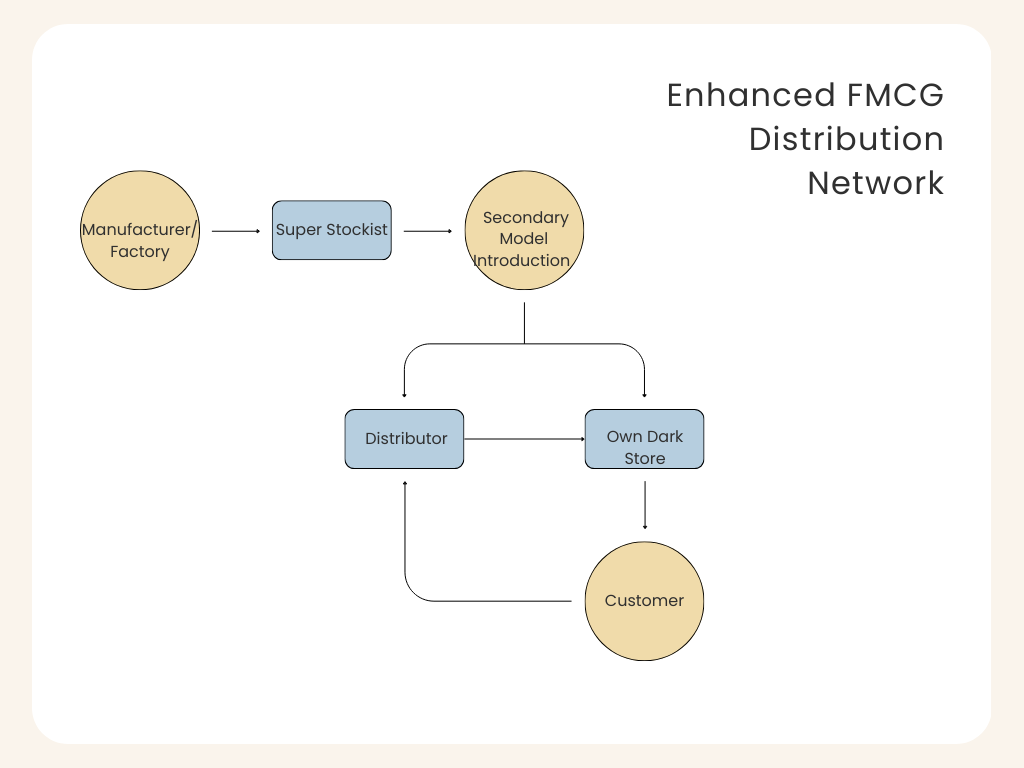 Enhanced FMCG
Distribution
Network
Manufacturer/
Factory
Super Stockist
Secondary
Model
Introduction
Distributor
Own Dark
Store
Customer